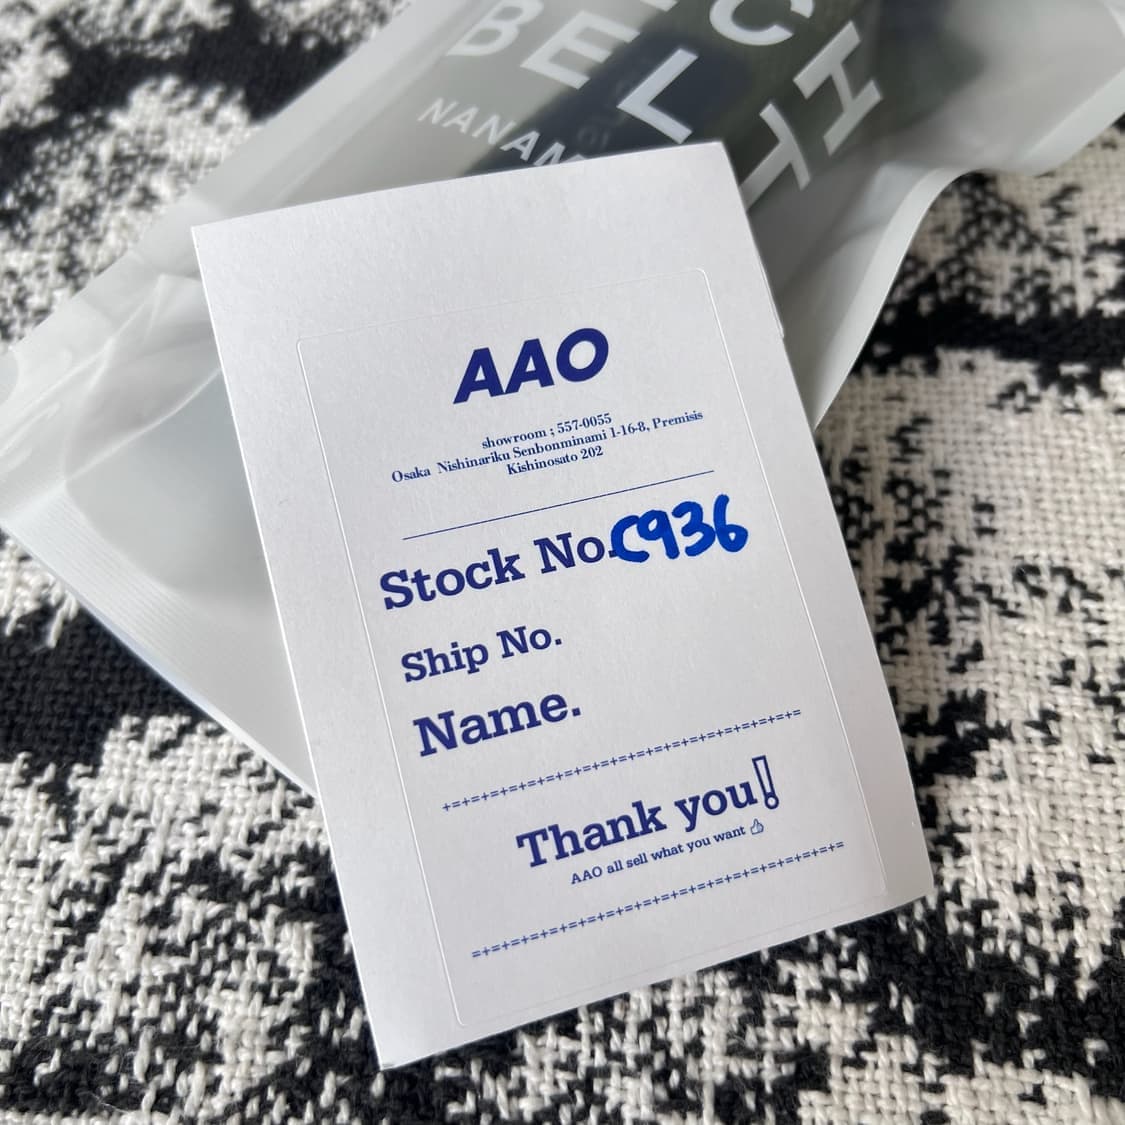 C
BEL
HH
AAO
showroom ; 557-0055
Osaka Nishinariku Senbonminami 1-16-8, Premisis
Kishinosato 202
Stock No.C936
Ship No.
Name.
+=+=+=+=+=+=+=+=+=+=+=+=+=+=+=+=+=+=
Thank you!
AAO all sell what you want 👍
=+=+=+=+=+=+=+=+=+=+=+=+=+=+=+=+=+=+=